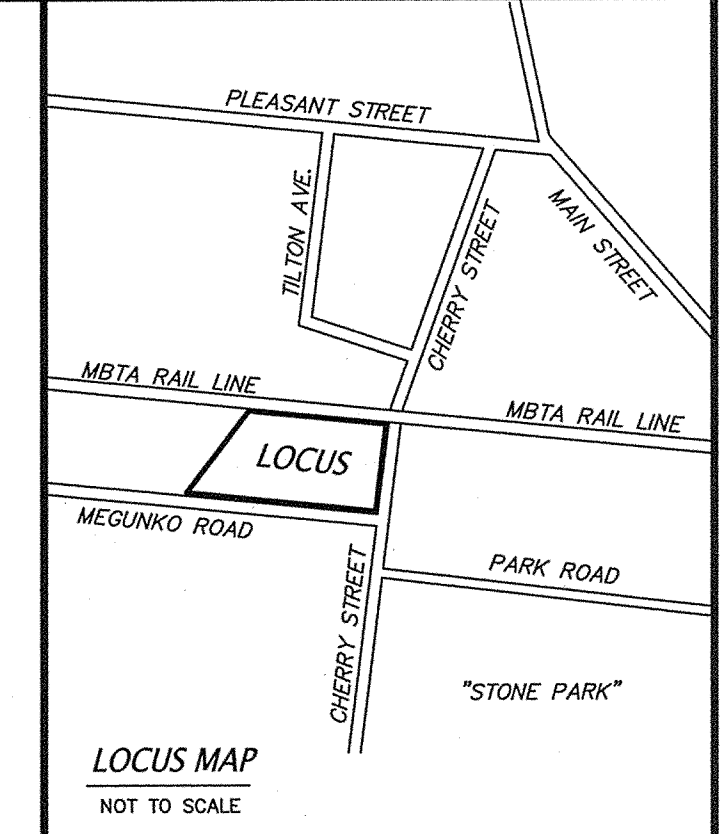 PLEASANT STREET
TILTON AVE.
CHERRY STREET
MAIN STREET
MBTA RAIL LINE
MBTA RAIL LINE
LOCUS
MEGUNKO ROAD
PARK ROAD
CHERRY STREET
"STONE PARK"
LOCUS MAP
NOT TO SCALE